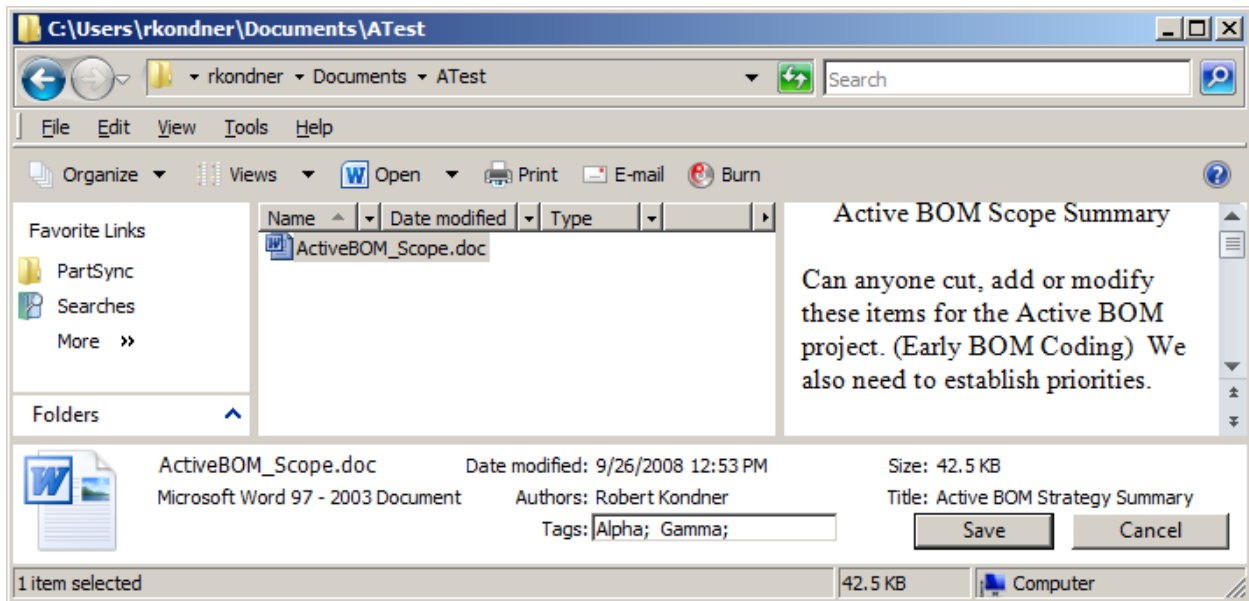 C:\Users\rkondner\Documents\ATest
rkondner Documents ATest
Search
File Edit View Tools Help
Organize Views Open Print E-mail Burn
Favorite Links
PartSync
Searches
More »
Folders
Name Date modified Type
ActiveBOM_Scope.doc
Active BOM Scope Summary
Can anyone cut, add or modify
these items for the Active BOM
project. (Early BOM Coding) We
also need to establish priorities.
ActiveBOM_Scope.doc Date modified: 9/26/2008 12:53 PM Size: 42.5 KB
Microsoft Word 97 - 2003 Document Authors: Robert Kondner Title: Active BOM Strategy Summary
Tags: Alpha; Gamma; Save Cancel
1 item selected 42.5 KB Computer